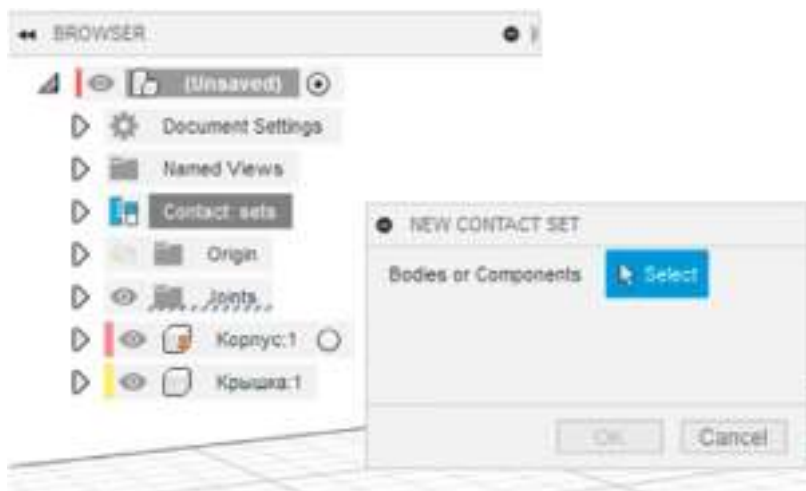 BROWSER
(Unsaved)
Document Settings
Named Views
Contact sets
Origin
Joints
Корпус:1
Крышка:1
NEW CONTACT SET
Bodies or Components
Select
OK
Cancel